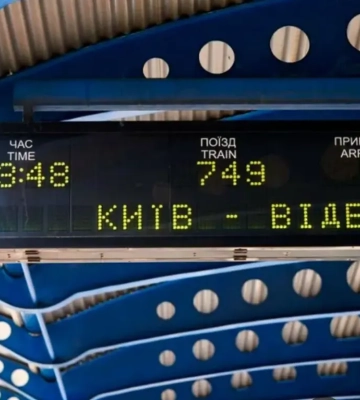 ЧАС ПОЇЗД ПРИ
TIME TRAIN ARR
3:48 749
КИЇВ - ВІДЕ